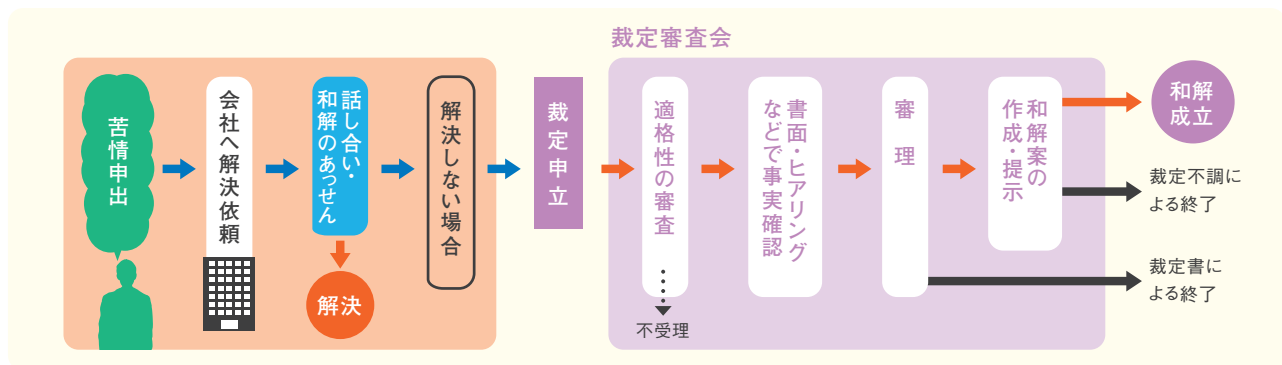 裁定審査会
苦情申出
会社へ解決依頼
話し合い・
和解のあっせん
解決
解決しない場合
裁定申立
適格性の審査
不受理
書面・ヒアリング
などで事実確認
審理
和解案の
作成・提示
和解
成立
裁定不調に
よる終了
裁定書に
よる終了